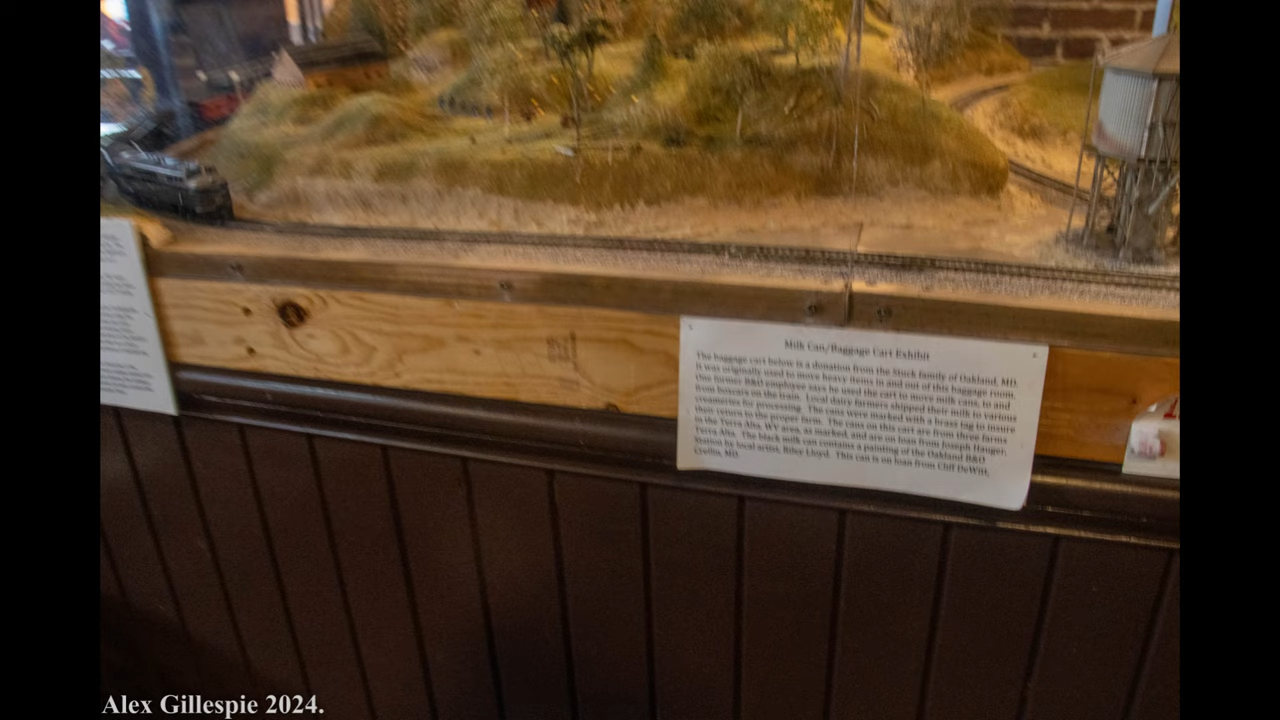 Milk Can/Baggage Cart Exhibit
The baggage cart below is a donation from the Stuck family of Oakland, MD.
It was originally used to move heavy items in and out of this baggage room.
One former B&O employee says he used the cart to move milk cans, to and
from boxcars on the train. Local dairy farmers shipped their milk to various
creameries for processing. The cans were marked with a brass tag to insure
their return to the proper farm. The cans on this cart are from three farms
in the Terra Alta, WV area, as marked, and are on loan from Joseph Hauger,
Terra Alta. The black milk can contains a painting of the Oakland B&O
Station by local artist, Riley Lloyd. This can is on loan from Cliff DeWitt,
Crellin, MD.
Alex Gillespie 2024.